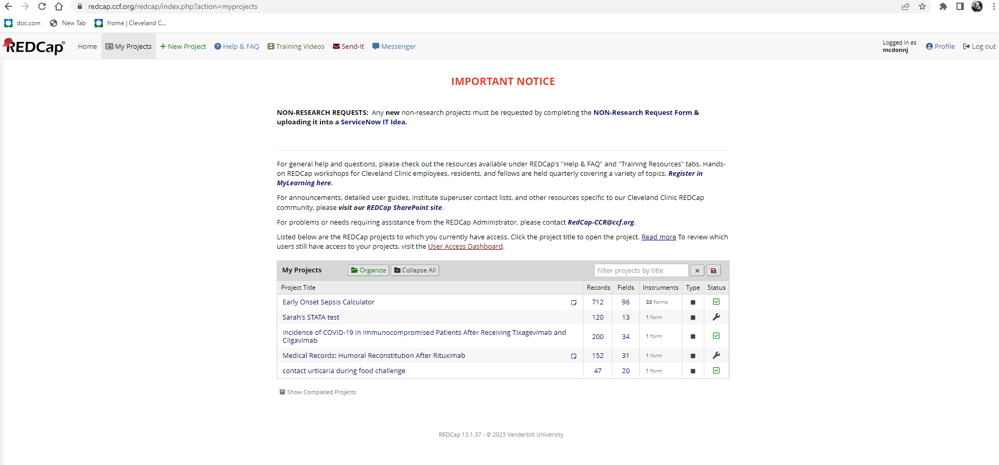 redcap.ccf.org/redcap/index.php?action=myprojects
doc.com New Tab Home | Cleveland C...
REDCap® Home My Projects + New Project Help & FAQ Training Videos Send-It Messenger Logged in as mcdonnj Profile Log out
IMPORTANT NOTICE
NON-RESEARCH REQUESTS: Any new non-research projects must be requested by completing the NON-Research Request Form &
uploading it into a ServiceNow IT Idea.
For general help and questions, please check out the resources available under REDCap's "Help & FAQ" and "Training Resources" tabs. Hands-
on REDCap workshops for Cleveland Clinic employees, residents, and fellows are held quarterly covering a variety of topics. Register in
MyLearning here.
For announcements, detailed user guides, institute superuser contact lists, and other resources specific to our Cleveland Clinic REDCap
community, please visit our REDCap SharePoint site.
For problems or needs requiring assistance from the REDCap Administrator, please contact RedCap-CCR@ccf.org.
Listed below are the REDCap projects to which you currently have access. Click the project title to open the project. Read more To review which
users still have access to your projects, visit the User Access Dashboard.
My Projects Organize Collapse All Filter projects by title
Project Title Records Fields Instruments Type Status
Early Onset Sepsis Calculator 712 96 33 forms
Sarah's STATA test 120 13 1 form
Incidence of COVID-19 in Immunocompromised Patients After Receiving Tixagevimab and
Cilgavimab 200 34 1 form
Medical Records: Humoral Reconstitution After Rituximab 152 31 1 form
contact urticaria during food challenge 47 20 1 form
Show Completed Projects
REDCap 13.1.37 - © 2023 Vanderbilt University